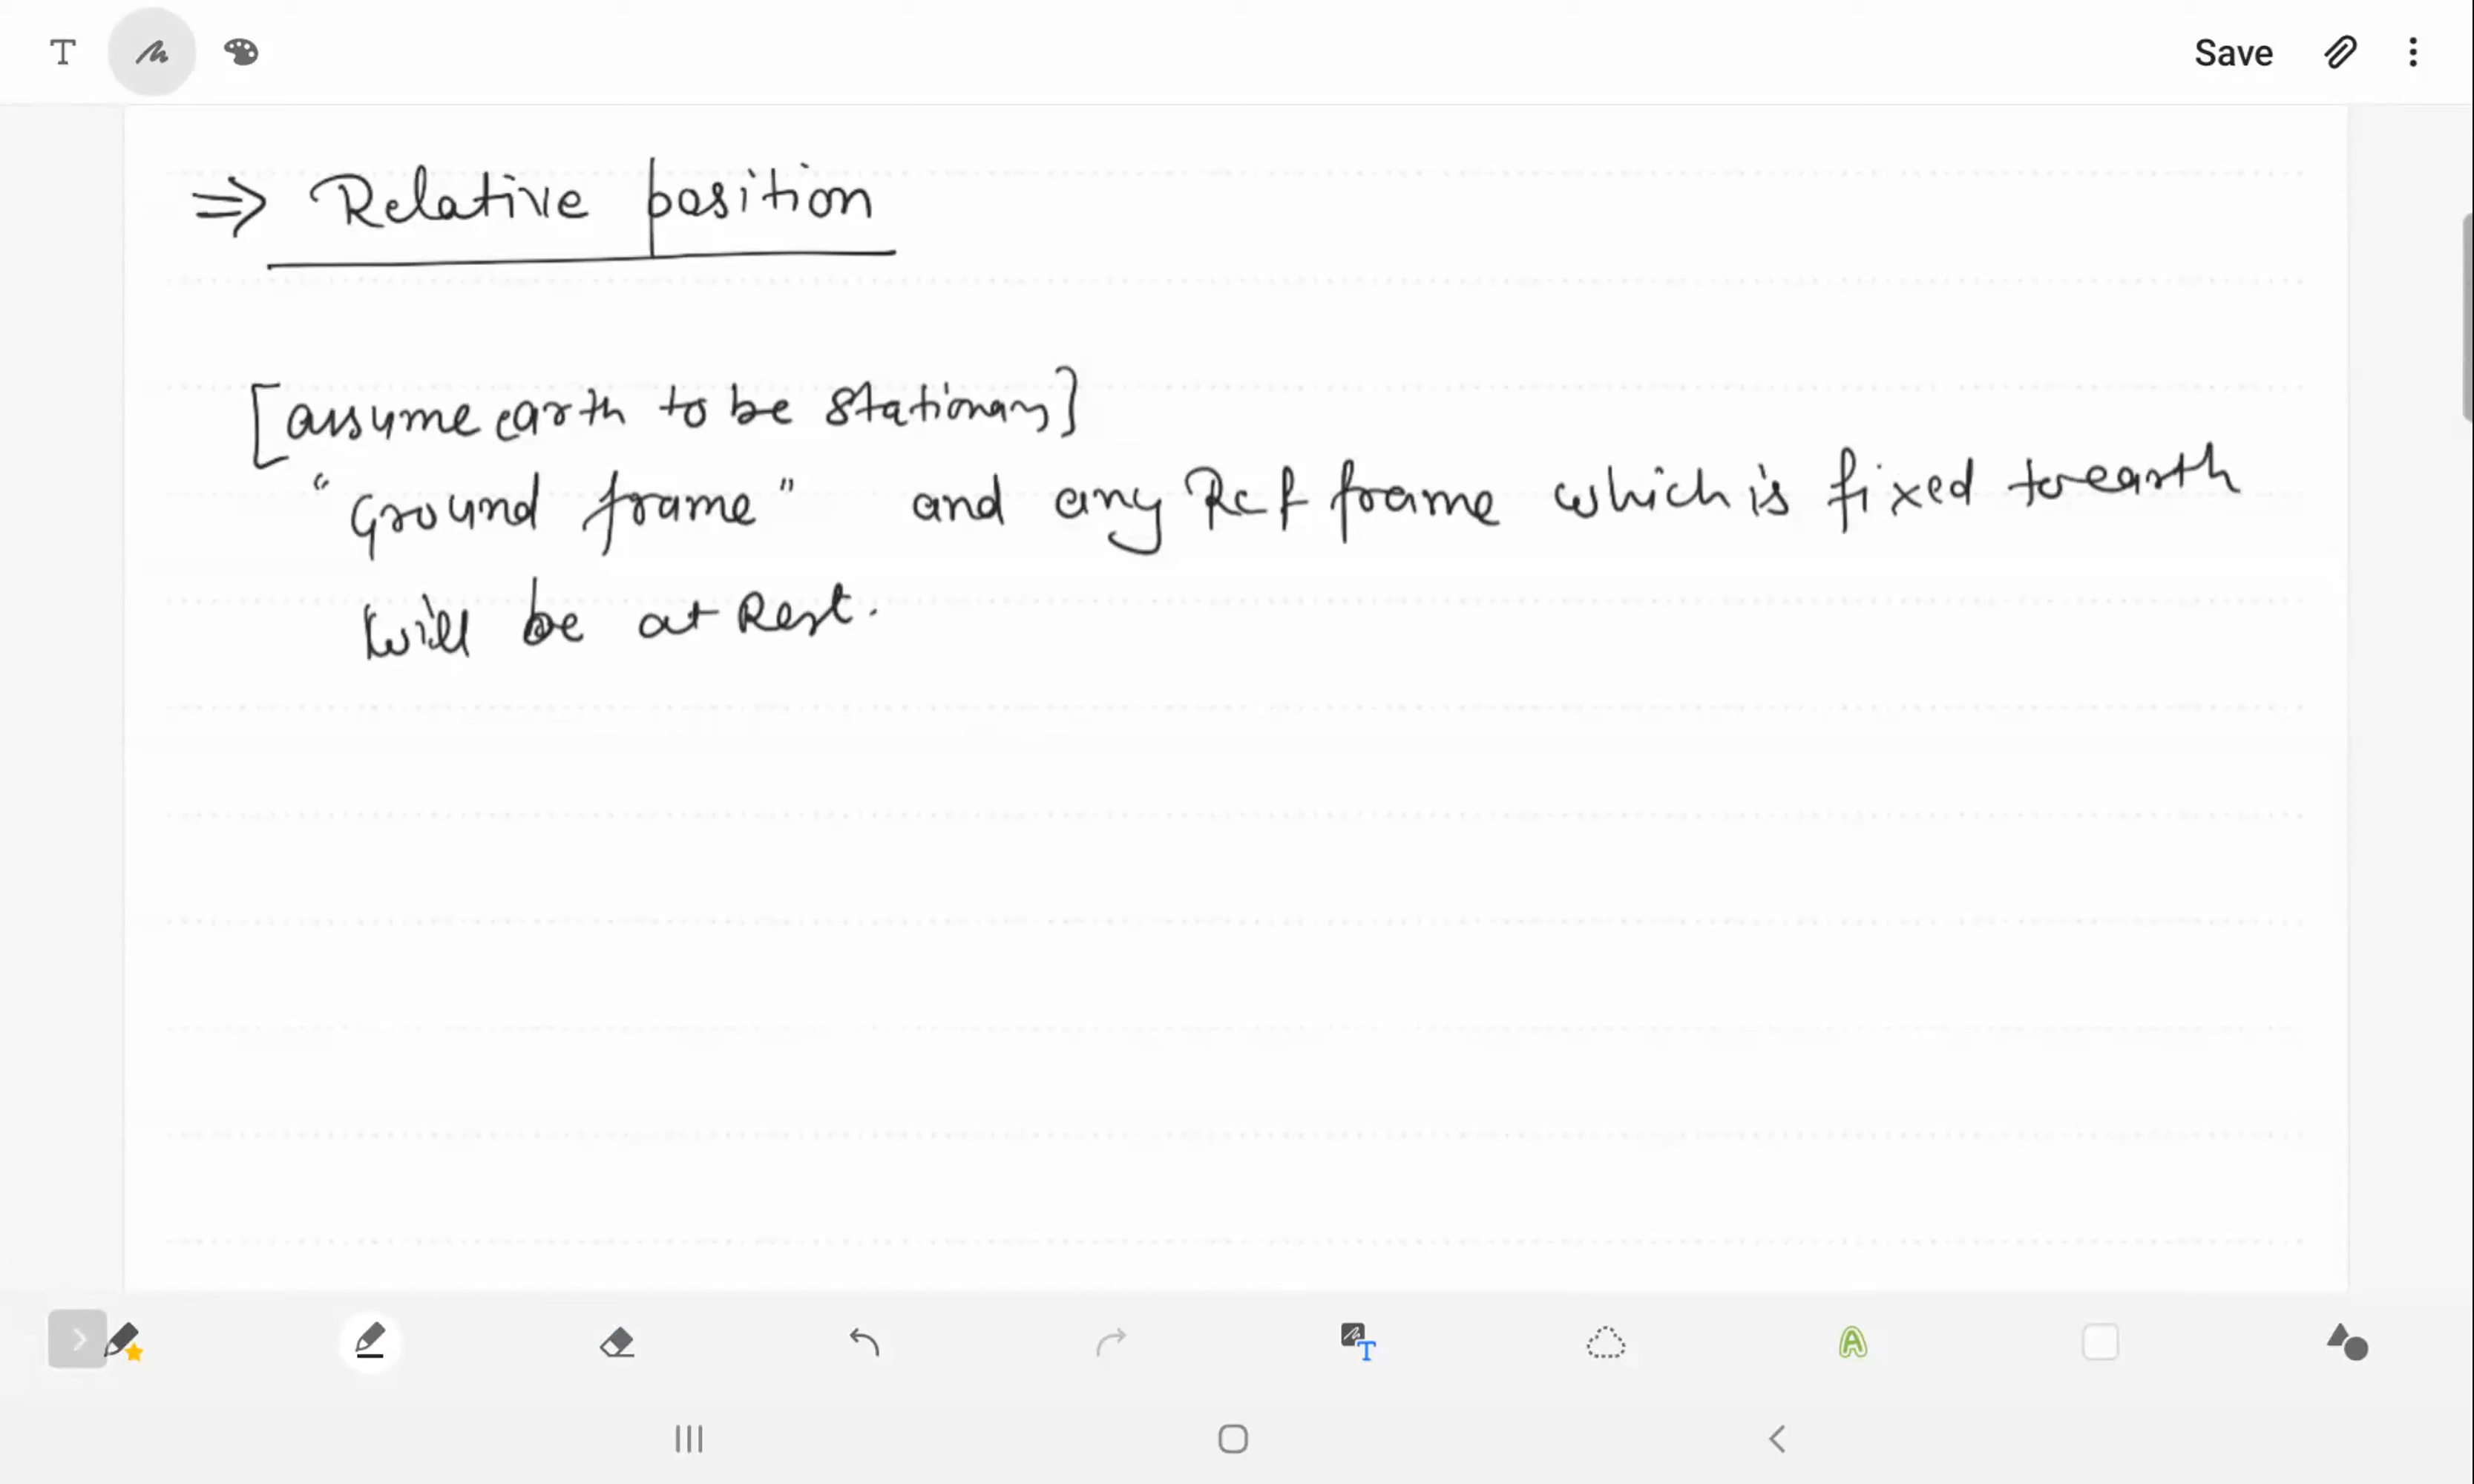 Save
⇒ Relative position
[assume earth to be stationary]
"Ground frame" and any Ref frame which is fixed to earth
will be at Rest.